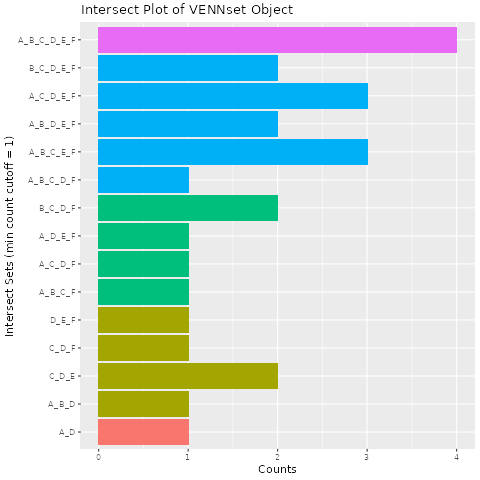 Intersect Plot of VENNset Object
Intersect Sets (min count cutoff = 1)
A_B_C_D_E_F
B_C_D_E_F
A_C_D_E_F
A_B_D_E_F
A_B_C_E_F
A_B_C_D_F
B_C_D_F
A_D_E_F
A_C_D_F
A_B_C_F
D_E_F
C_D_F
C_D_E
A_B_D
A_D
0 1 2 3 4
Counts